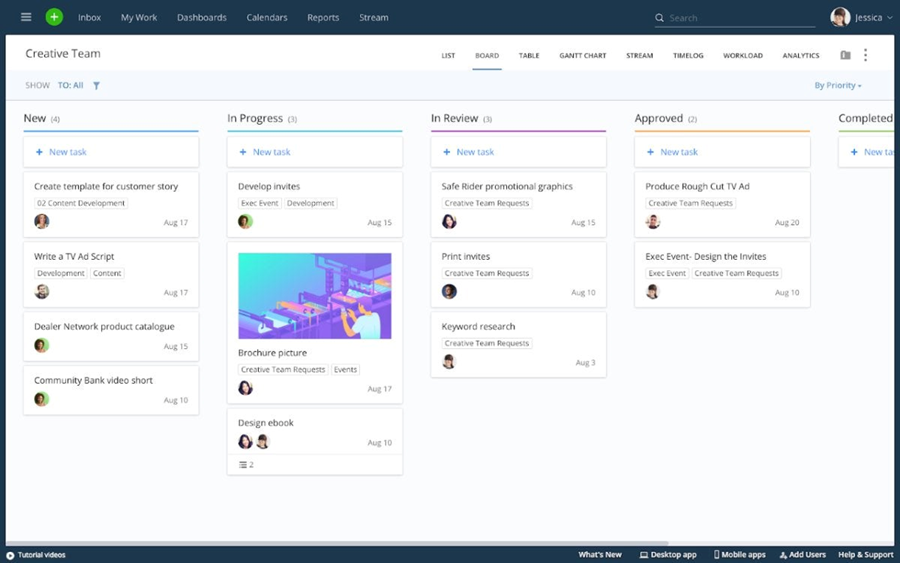 Inbox My Work Dashboards Calendars Reports Stream Search Jessica
Creative Team
LIST BOARD TABLE GANTT CHART STREAM TIMELOG WORKLOAD ANALYTICS
SHOW TO: All By Priority
New (4)
+ New task
Create template for customer story
02 Content Development
Aug 17
Write a TV Ad Script
Development Content
Aug 17
Dealer Network product catalogue
Aug 15
Community Bank video short
Aug 10
In Progress (3)
+ New task
Develop invites
Exec Event Development
Aug 15
Brochure picture
Creative Team Requests Events
Aug 17
Design ebook
Aug 10
2
In Review (3)
+ New task
Safe Rider promotional graphics
Creative Team Requests
Aug 15
Print invites
Creative Team Requests
Aug 10
Keyword research
Creative Team Requests
Aug 3
Approved (2)
+ New task
Produce Rough Cut TV Ad
Creative Team Requests
Aug 20
Exec Event- Design the Invites
Exec Event Creative Team Requests
Aug 10
Completed
+ New ta
Tutorial videos What's New Desktop app Mobile apps Add Users Help & Support